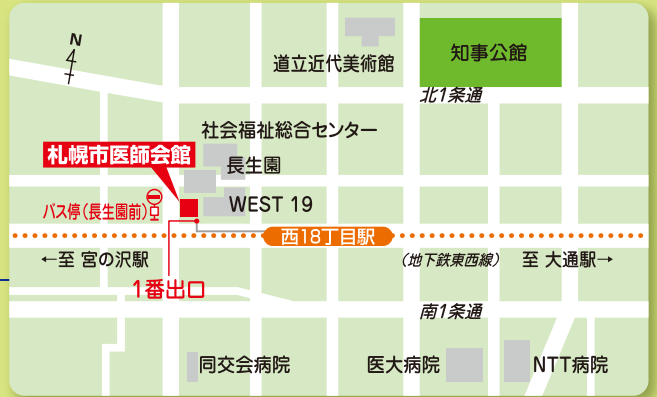 N
道立近代美術館
知事公館
北1条通
社会福祉総合センター
札幌市医師会館
長生園
バス停(長生園前)
WEST 19
西18丁目駅
←至 宮の沢駅
(地下鉄東西線)
至 大通駅→
1番出口
南1条通
同交会病院
医大病院
NTT病院